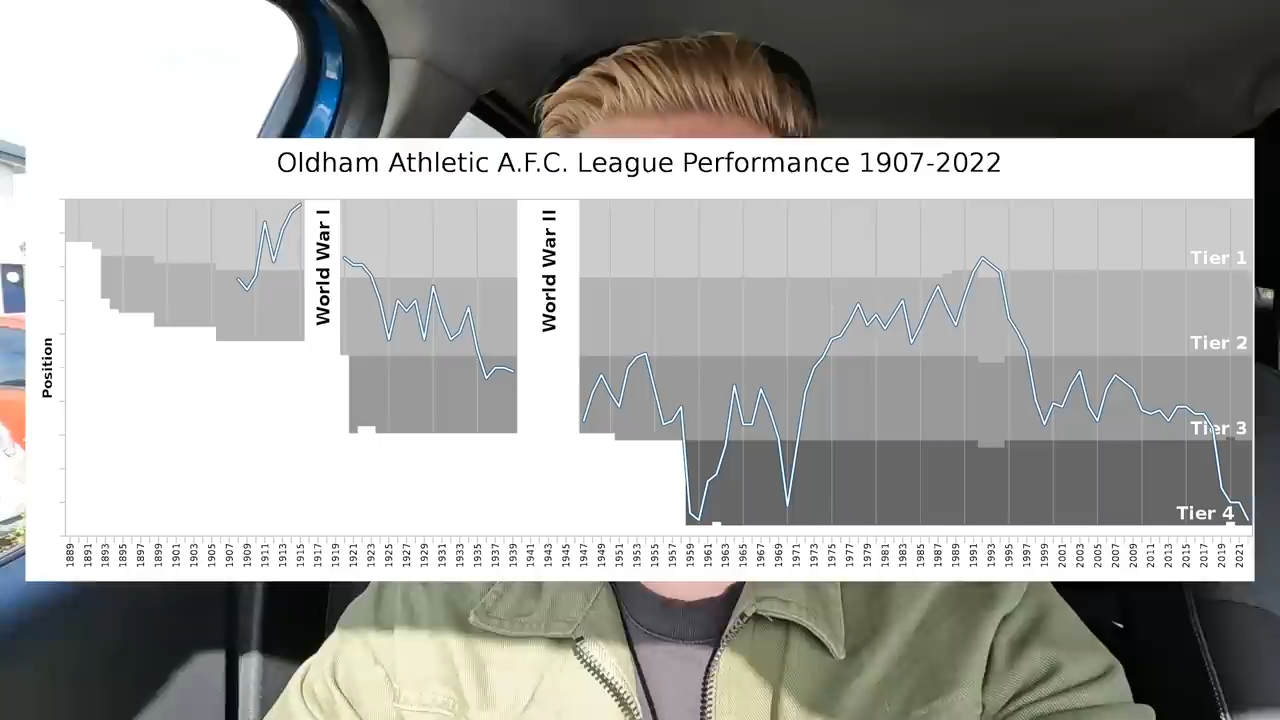 Oldham Athletic A.F.C. League Performance 1907-2022
World War I
World War II
Tier 1
Tier 2
Tier 3
Tier 4
Position
1889 1891 1893 1895 1897 1899 1901 1903 1905 1907 1909 1911 1913 1915 1917 1919 1921 1923 1925 1927 1929 1931 1933 1935 1937 1939 1941 1943 1945 1947 1949 1951 1953 1955 1957 1959 1961 1963 1965 1967 1969 1971 1973 1975 1977 1979 1981 1983 1985 1987 1989 1991 1993 1995 1997 1999 2001 2003 2005 2007 2009 2011 2013 2015 2017 2019 2021